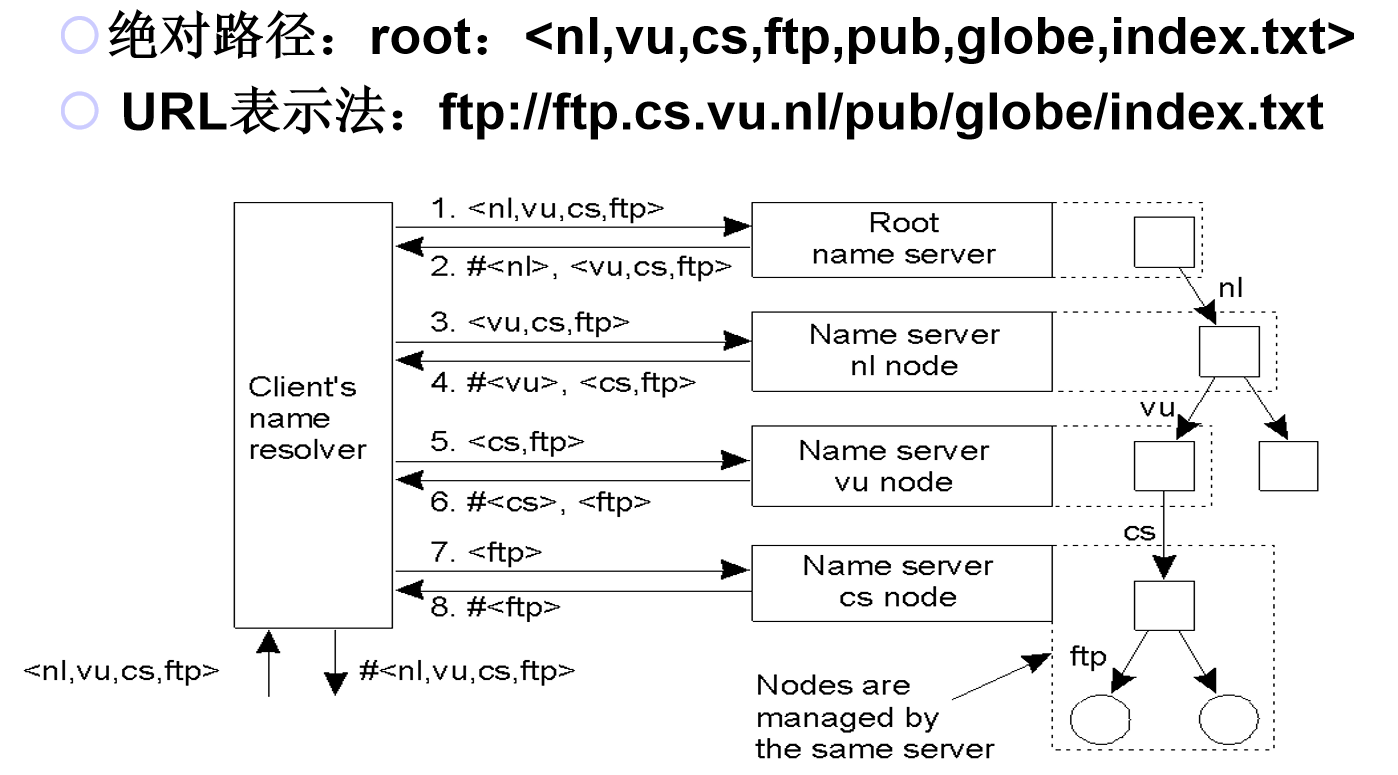 绝对路径：root：<nl,vu,cs,ftp,pub,globe,index.txt>
URL表示法：ftp://ftp.cs.vu.nl/pub/globe/index.txt
1. <nl,vu,cs,ftp>
2. #<nl>, <vu,cs,ftp>
3. <vu,cs,ftp>
4. #<vu>, <cs,ftp>
5. <cs,ftp>
6. #<cs>, <ftp>
7. <ftp>
8. #<ftp>
Client's
name
resolver
<nl,vu,cs,ftp>
#<nl,vu,cs,ftp>
Root
name server
Name server
nl node
Name server
vu node
Name server
cs node
nl
vu
cs
ftp
Nodes are
managed by
the same server